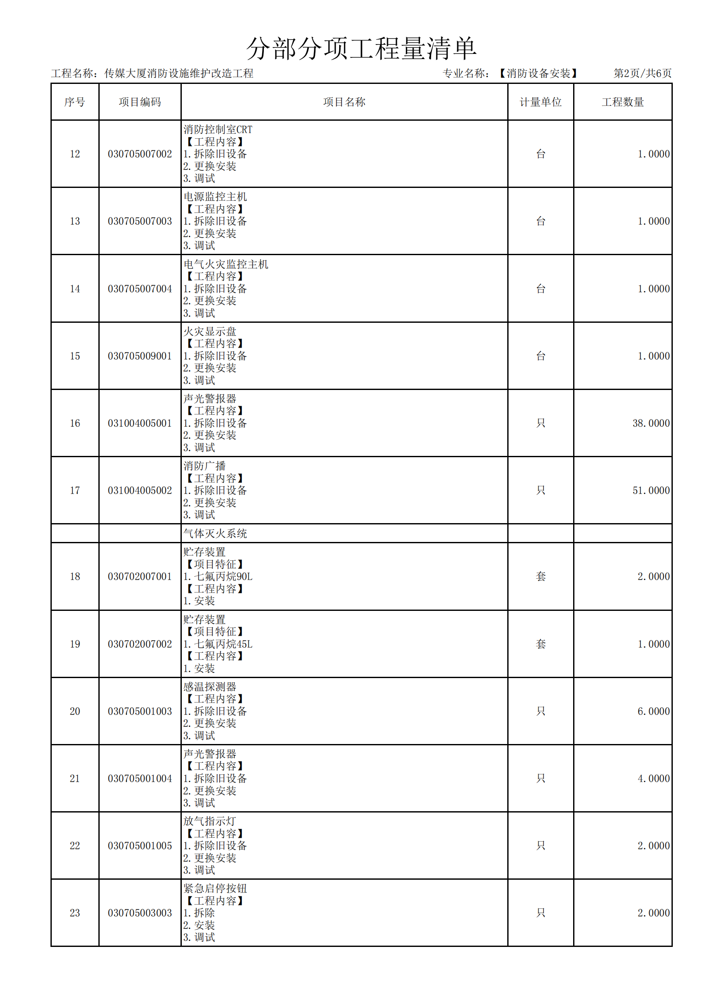 分部分项工程量清单
工程名称：传媒大厦消防设施维护改造工程 专业名称：【消防设备安装】 第2页/共6页
序号 项目编码 项目名称 计量单位 工程数量
消防控制室CRT
【工程内容】
12 030705007002 1.拆除旧设备 台 1.0000
2.更换安装
3.调试
电源监控主机
【工程内容】
13 030705007003 1.拆除旧设备 台 1.0000
2.更换安装
3.调试
电气火灾监控主机
【工程内容】
14 030705007004 1.拆除旧设备 台 1.0000
2.更换安装
3.调试
火灾显示盘
【工程内容】
15 030705009001 1.拆除旧设备 台 1.0000
2.更换安装
3.调试
声光警报器
【工程内容】
16 031004005001 1.拆除旧设备 只 38.0000
2.更换安装
3.调试
消防广播
【工程内容】
17 031004005002 1.拆除旧设备 只 51.0000
2.更换安装
3.调试
气体灭火系统
贮存装置
【项目特征】
18 030702007001 1.七氟丙烷90L 套 2.0000
【工程内容】
1.安装
贮存装置
【项目特征】
19 030702007002 1.七氟丙烷45L 套 1.0000
【工程内容】
1.安装
感温探测器
【工程内容】
20 030705001003 1.拆除旧设备 只 6.0000
2.更换安装
3.调试
声光警报器
【工程内容】
21 030705001004 1.拆除旧设备 只 4.0000
2.更换安装
3.调试
放气指示灯
【工程内容】
22 030705001005 1.拆除旧设备 只 2.0000
2.更换安装
3.调试
紧急启停按钮
【工程内容】
23 030705003003 1.拆除 只 2.0000
2.安装
3.调试